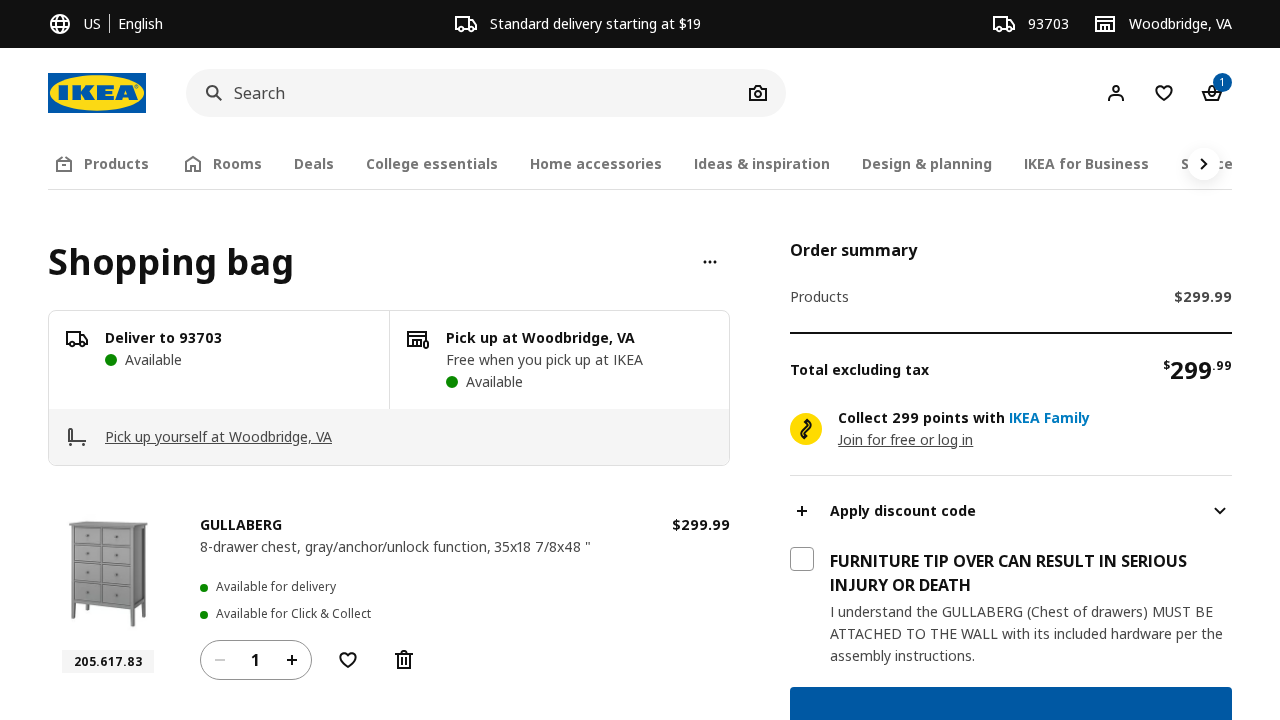 US
English
Standard delivery starting at $19
93703
Woodbridge, VA
IKEA
Search
1
Products
Rooms
Deals
College essentials
Home accessories
Ideas & inspiration
Design & planning
IKEA for Business
Shopping bag
Deliver to 93703
Available
Pick up at Woodbridge, VA
Free when you pick up at IKEA
Available
Pick up yourself at Woodbridge, VA
GULLABERG
$299.99
8-drawer chest, gray/anchor/unlock function, 35x18 7/8x48 "
Available for delivery
Available for Click & Collect
205.617.83
1
Order summary
Products
$299.99
Total excluding tax
$299.99
Collect 299 points with IKEA Family
Join for free or log in
Apply discount code
FURNITURE TIP OVER CAN RESULT IN SERIOUS
INJURY OR DEATH
I understand the GULLABERG (Chest of drawers) MUST BE
ATTACHED TO THE WALL with its included hardware per the
assembly instructions.